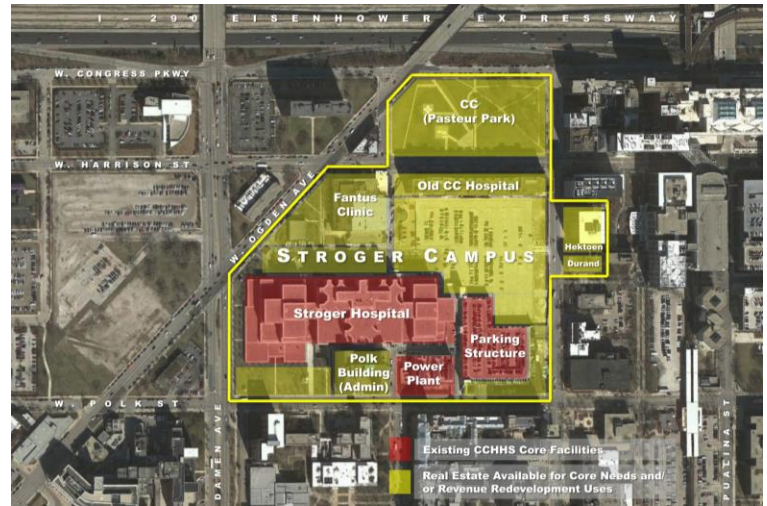 I - 290 EISENHOWER EXPRESSWAY
W. CONGRESS PKWY
CC
(Pasteur Park)
W. HARRISON ST
W. OGDEN AVE
Fantus
Clinic
Old CC Hospital
Hektoen
Durand
STROGER CAMPUS
Stroger Hospital
Parking
Structure
Polk
Building
(Admin)
Power
Plant
W. POLK ST
DAMEN AVE
PUALINA ST
Existing CCHHS Core Facilities
Real Estate Available for Core Needs and/
or Revenue Redevelopment Uses